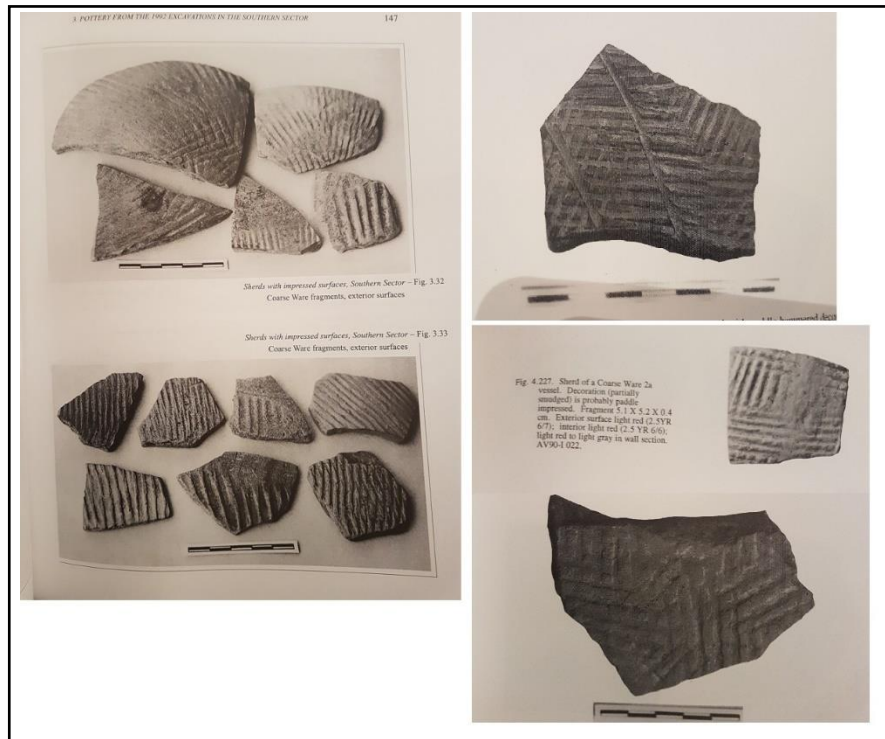 3. POTTERY FROM THE 1992 EXCAVATIONS IN THE SOUTHERN SECTOR
147
Sherds with impressed surfaces, Southern Sector – Fig. 3.32
Coarse Ware fragments, exterior surfaces
Sherds with impressed surfaces, Southern Sector – Fig. 3.33
Coarse Ware fragments, exterior surfaces
Fig. 4.227. Sherd of a Coarse Ware 2a
vessel. Decoration (partially
smudged) is probably paddle
impressed. Fragment 5.1 X 5.2 X 0.4
cm. Exterior surface light red (2.5YR
6/7); interior light red (2.5 YR 6/6);
light red to light gray in wall section.
AV90-I 022.